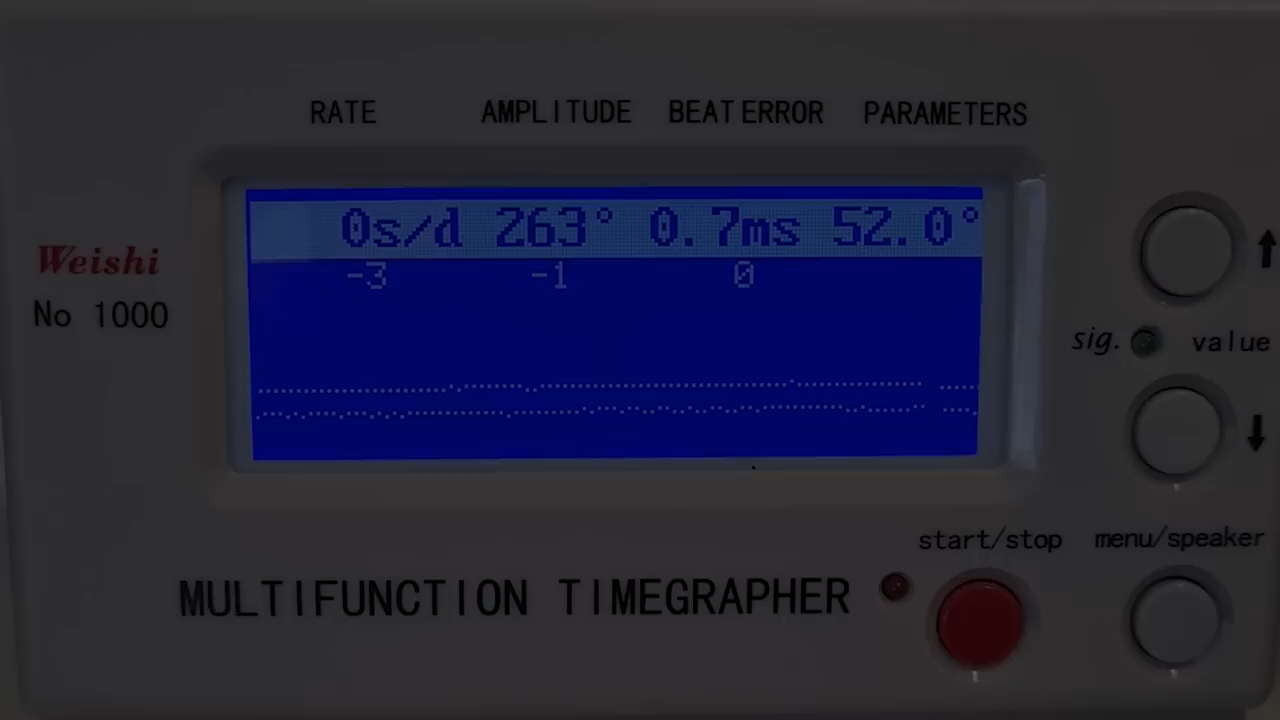 RATE AMPLITUDE BEAT ERROR PARAMETERS
0s/d 263° 0.7ms 52.0°
-3 -1 0
Weishi
No 1000
sig. value
start/stop menu/speaker
MULTIFUNCTION TIMEGRAPHER